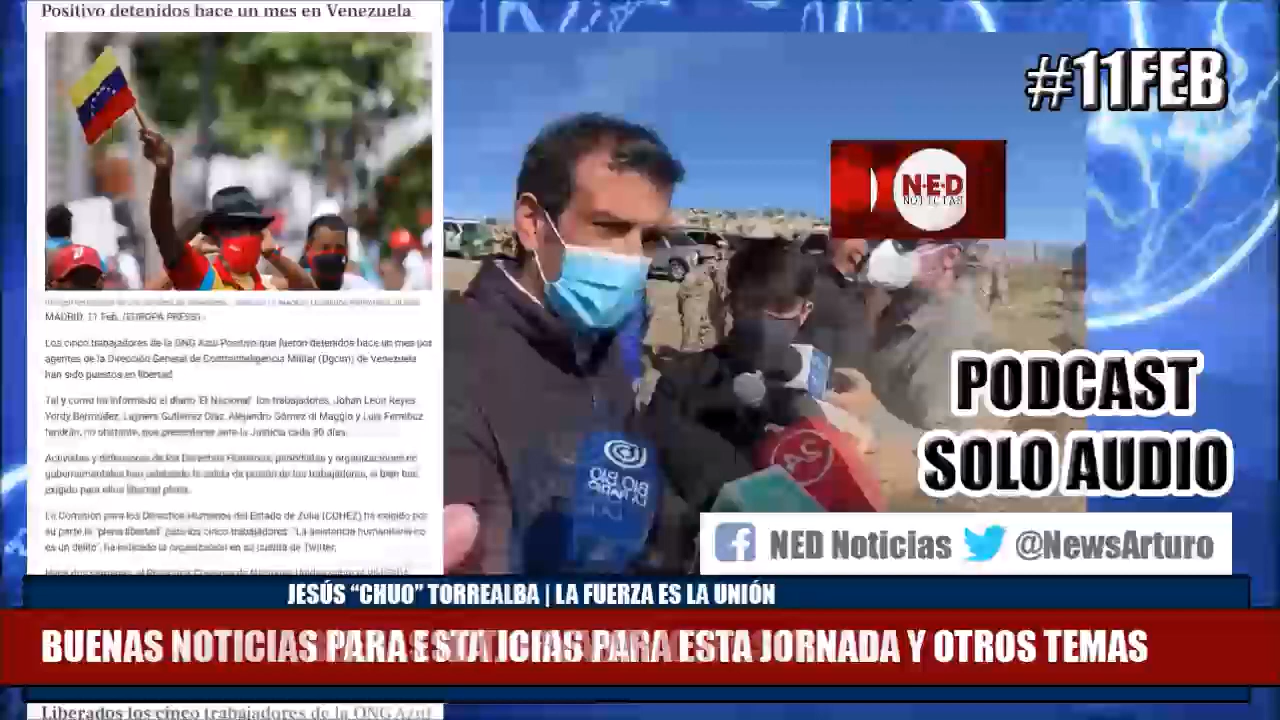 Positivo detenidos hace un mes en Venezuela
MADRID, 11 Feb. (EUROPA PRESS) -
Los cinco trabajadores de la ONG Azul Positivo que fueron detenidos hace un mes por
agentes de la Dirección General de Contrainteligencia Militar (Dgcim) de Venezuela
han sido puestos en libertad
Tal y como ha informado el diario 'El Nacional' los trabajadores, Johan León Reyes
Yordy Bermúdez, Layners Gutiérrez Díaz, Alejandro Gómez di Maggio y Luis Ferrebuz
tendrán, no obstante, que presentarse ante la Justicia cada 30 días.
Activistas y defensores de los Derechos Humanos, periodistas y organizaciones no
gubernamentales han celebrado la salida de prisión de los trabajadores, si bien han
exigido para ellos libertad plena.
La Comisión para los Derechos Humanos del Estado de Zulia (COHEZ) ha exigido por
su parte la "plena libertad" para los cinco trabajadores. "La asistencia humanitaria no
es un delito", ha indicado la organización en su cuenta de Twitter.
#11FEB
N·E·D
NOTICIAS
PODCAST
SOLO AUDIO
NED Noticias @NewsArturo
JESÚS “CHUO” TORREALBA | LA FUERZA ES LA UNIÓN
BUENAS NOTICIAS PARA ESTA JORNADA Y OTROS TEMAS
Liberados los cinco trabajadores de la ONG Azul